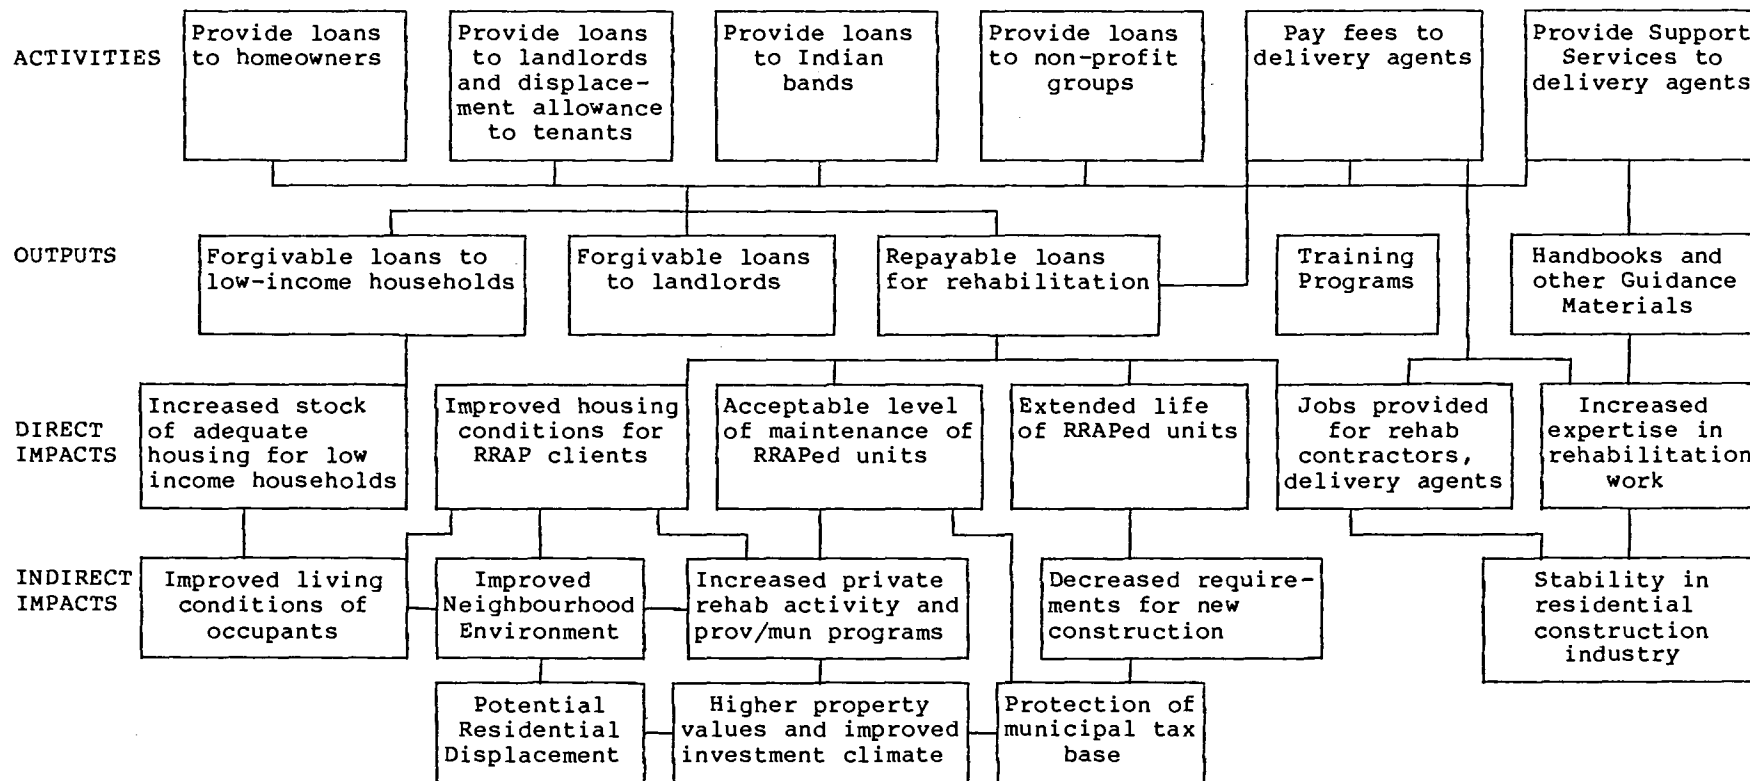 ACTIVITIES
Provide loans
to homeowners
Provide loans
to landlords
and displace-
ment allowance
to tenants
Provide loans
to Indian
bands
Provide loans
to non-profit
groups
Pay fees to
delivery agents
Provide Support
Services to
delivery agents
OUTPUTS
Forgivable loans to
low-income households
Forgivable loans
to landlords
Repayable loans
for rehabilitation
Training
Programs
Handbooks and
other Guidance
Materials
DIRECT
IMPACTS
Increased stock
of adequate
housing for low
income households
Improved housing
conditions for
RRAP clients
Acceptable level
of maintenance of
RRAPed units
Extended life
of RRAPed units
Jobs provided
for rehab
contractors,
delivery agents
Increased
expertise in
rehabilitation
work
INDIRECT
IMPACTS
Improved living
conditions of
occupants
Improved
Neighbourhood
Environment
Increased private
rehab activity and
prov/mun programs
Decreased require-
ments for new
construction
Stability in
residential
construction
industry
Potential
Residential
Displacement
Higher property
values and improved
investment climate
Protection of
municipal tax
base